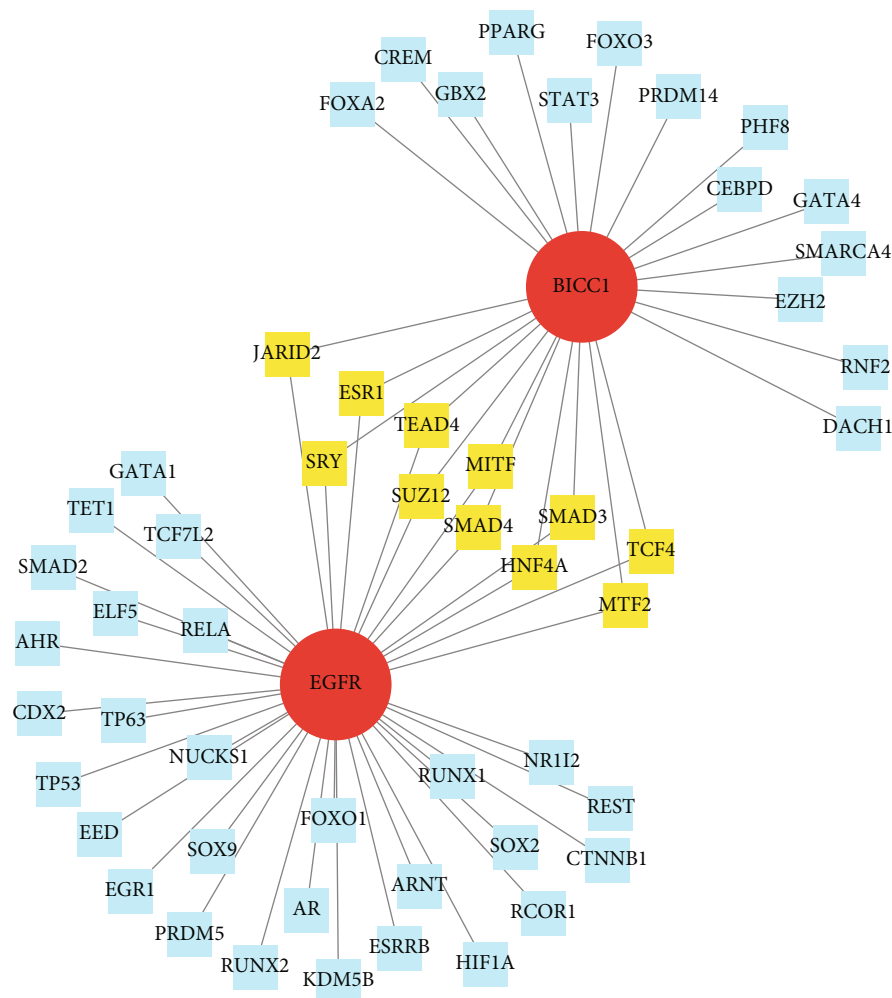 PPARG
FOXO3
CREM
GBX2
STAT3
PRDM14
FOXA2
PHF8
CEBPD
GATA4
SMARCA4
BICC1
EZH2
JARID2
RNF2
ESR1
TEAD4
DACH1
SRY
MITF
GATA1
SUZ12
TET1
TCF7L2
SMAD4
SMAD3
TCF4
SMAD2
HNF4A
ELF5
RELA
MTF2
AHR
EGFR
CDX2
TP63
NUCKS1
NR1I2
TP53
RUNX1
REST
EED
FOXO1
SOX9
SOX2
CTNNB1
EGR1
ARNT
AR
RCOR1
PRDM5
ESRRB
RUNX2
HIF1A
KDM5B